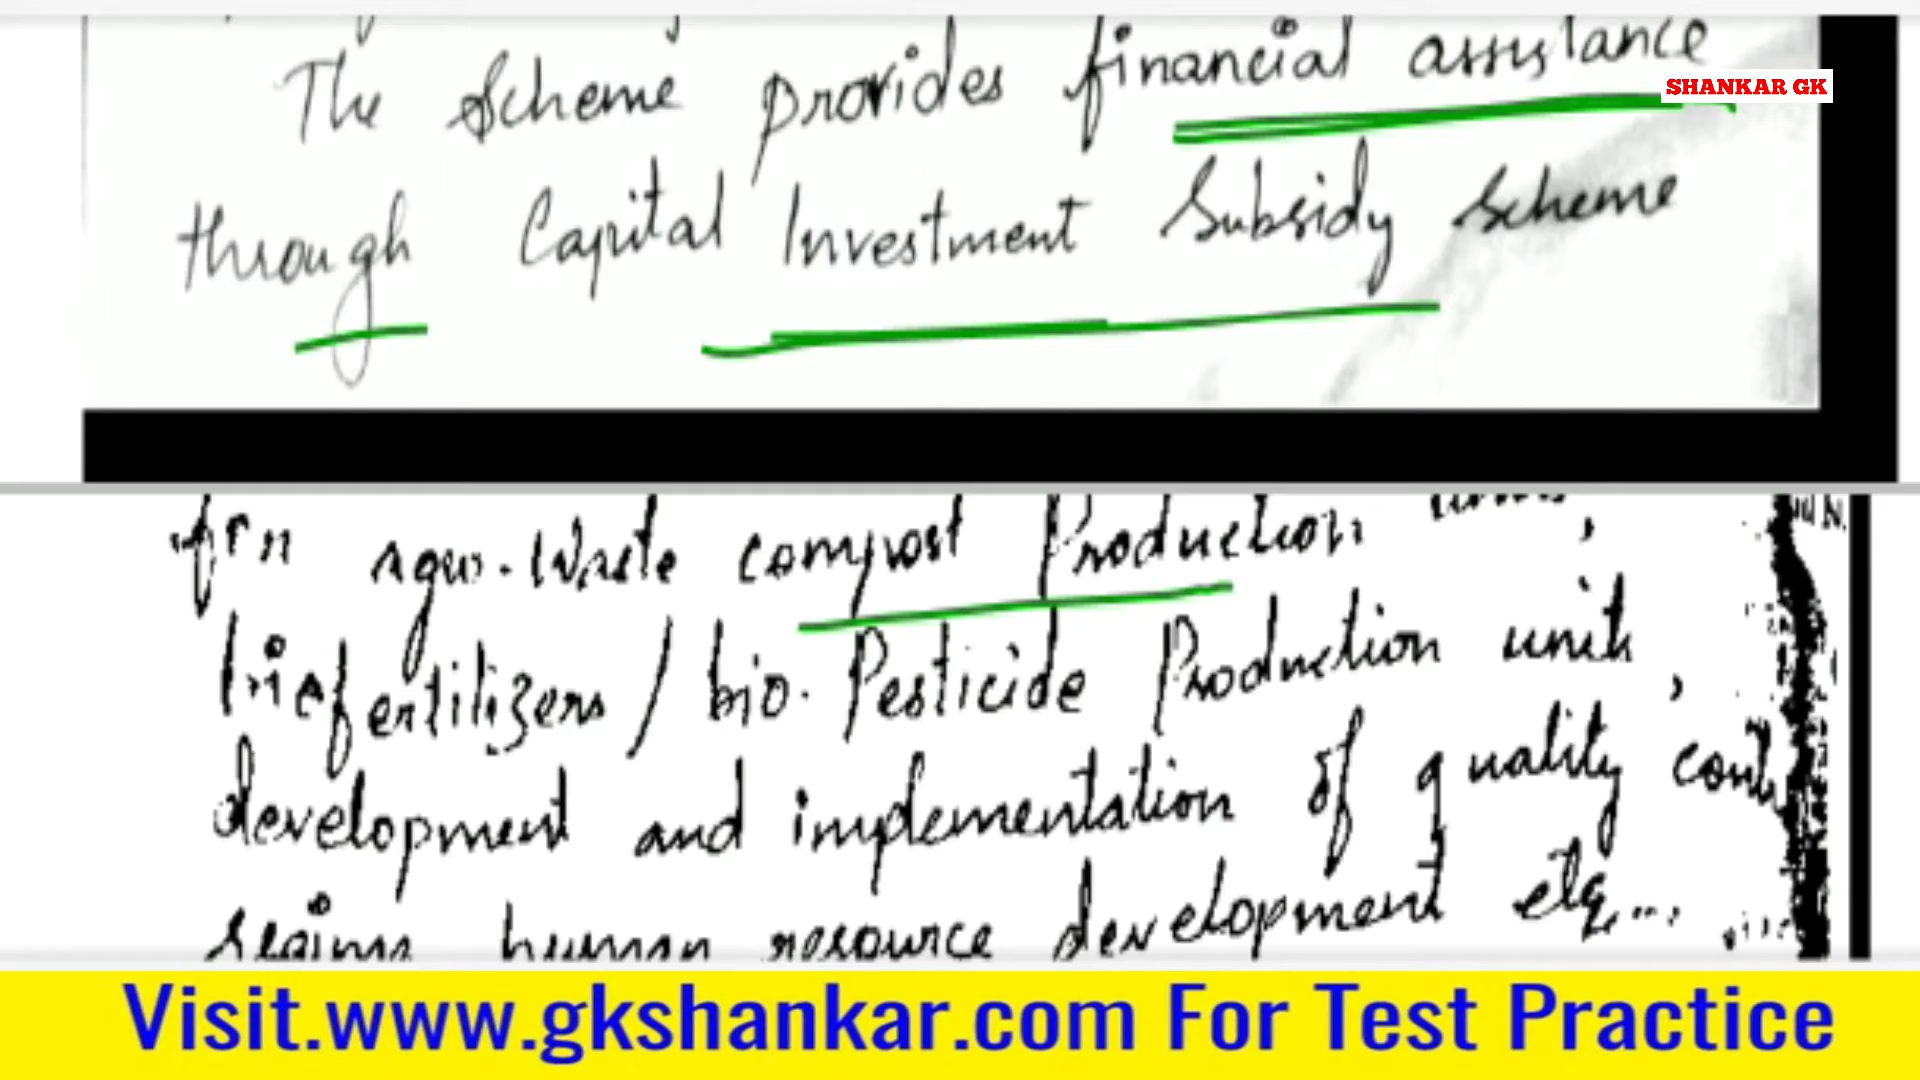 The Scheme provides financial assistance
SHANKAR GK
through Capital Investment Subsidy Scheme
agro-Waste compost Production
biofertilizers / bio-Pesticide Production unit,
development and implementation of quality
human resource development etc...
Visit.www.gkshankar.com For Test Practice